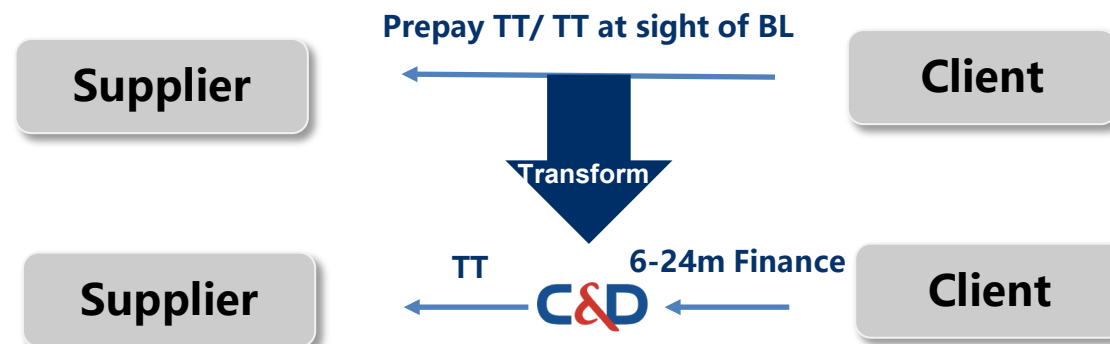 Prepay TT/ TT at sight of BL
Supplier
Client
Transform
TT
6-24m Finance
Supplier
C&D
Client